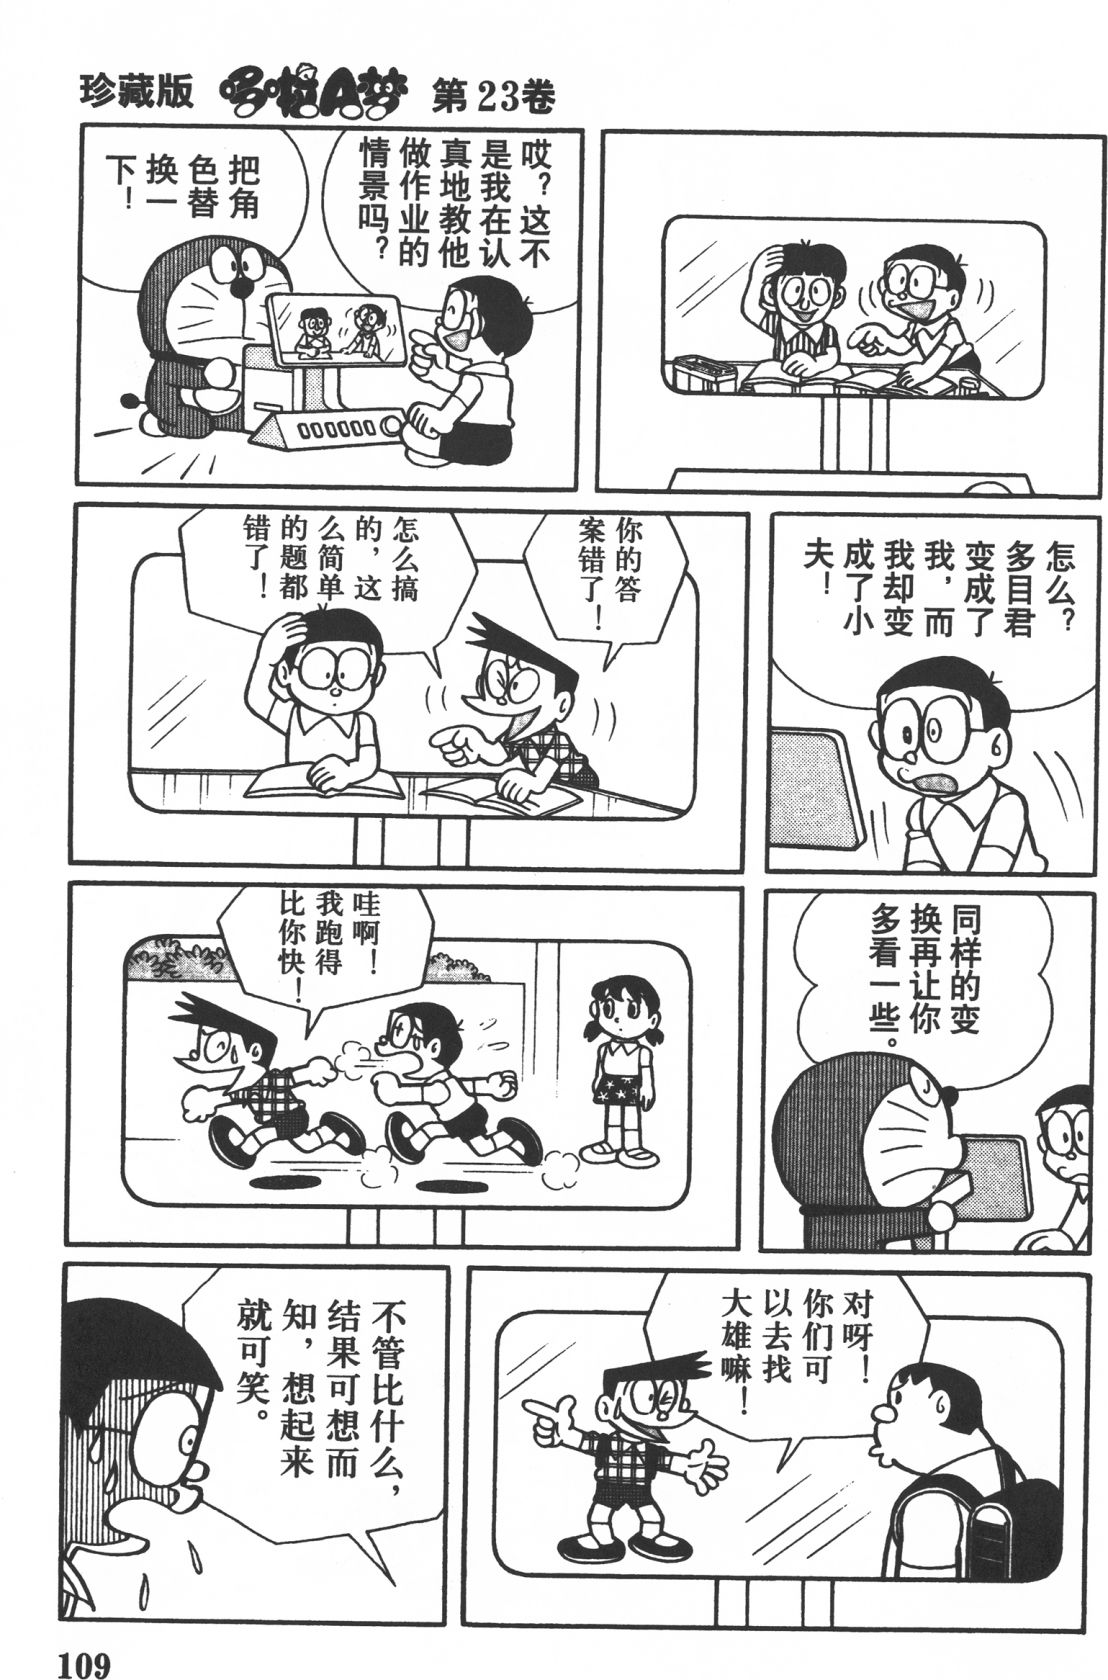 珍藏版 哆啦A梦 第23卷
哎？这不
是我在认
真地教他
做作业的
情景吗？
把角
色替
换一
下！
怎么？
多目君
变成了
我，而
我却变
成了小
夫！
你的答
案错了！
怎么搞
的，这
么简单
的题都
错了！
同样的变
换再让你
多看一些。
哇啊！
我跑得
比你快！
对呀！
你们可
以去找
大雄嘛！
不管比什么，
结果可想而
知，想起来
就可笑。
109